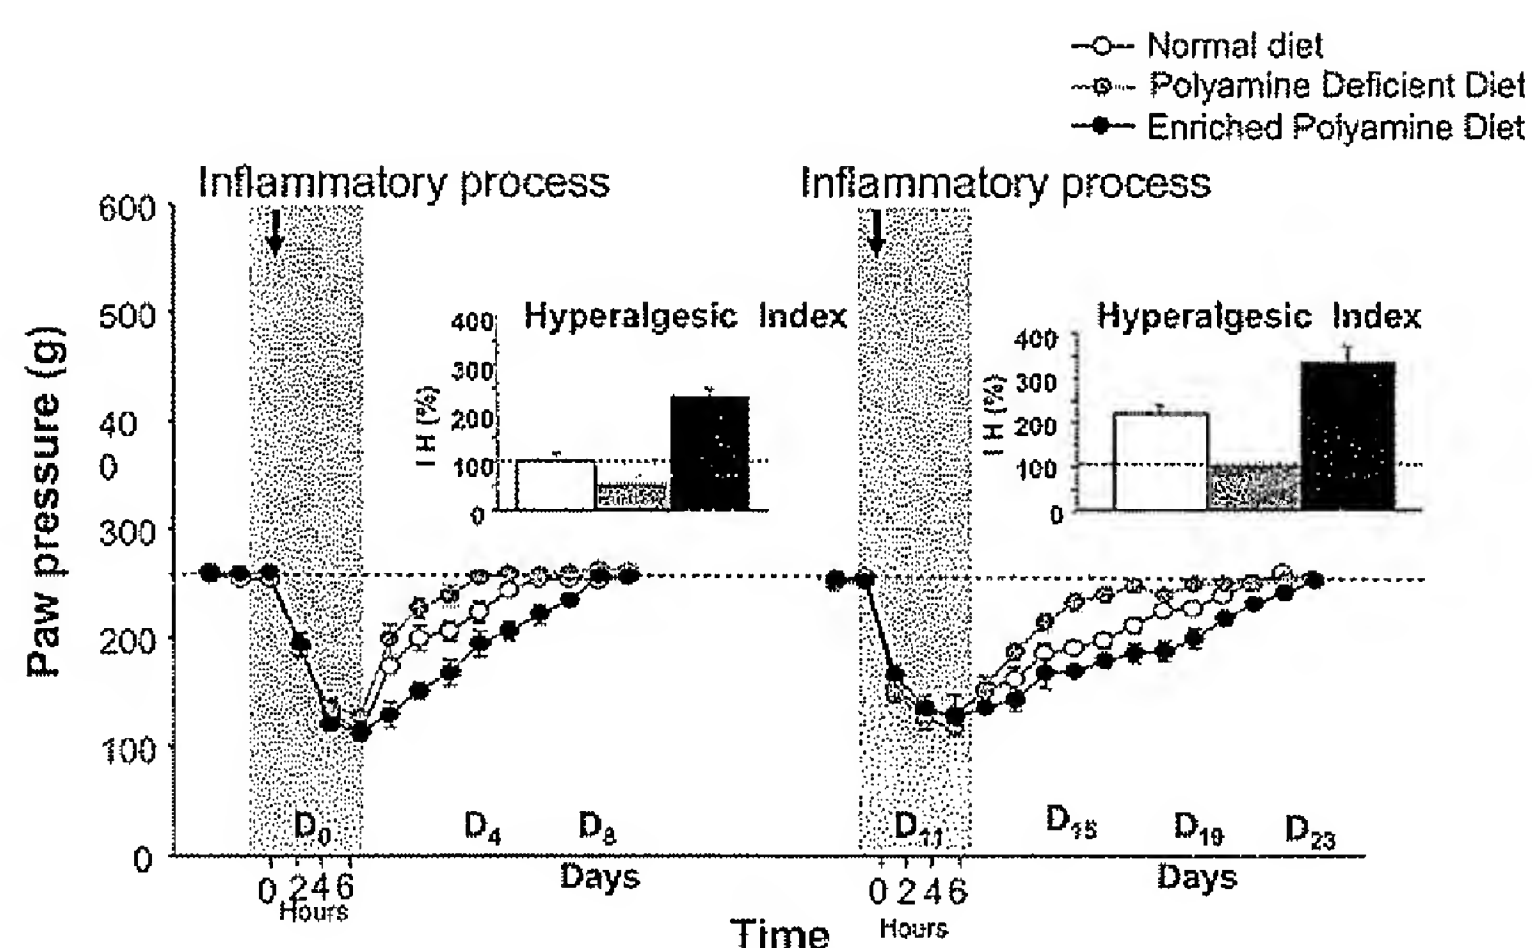 Normal diet
Polyamine Deficient Diet
Enriched Polyamine Diet
Inflammatory process
Inflammatory process
Paw pressure (g)
600
500
40
0
300
200
100
0
Hyperalgesic Index
I H (%)
400
300
200
100
0
Hyperalgesic Index
I H (%)
400
300
200
100
0
D0
D4
D8
D11
D15
D19
D23
0 2 4 6
Hours
Days
0 2 4 6
Hours
Days
Time